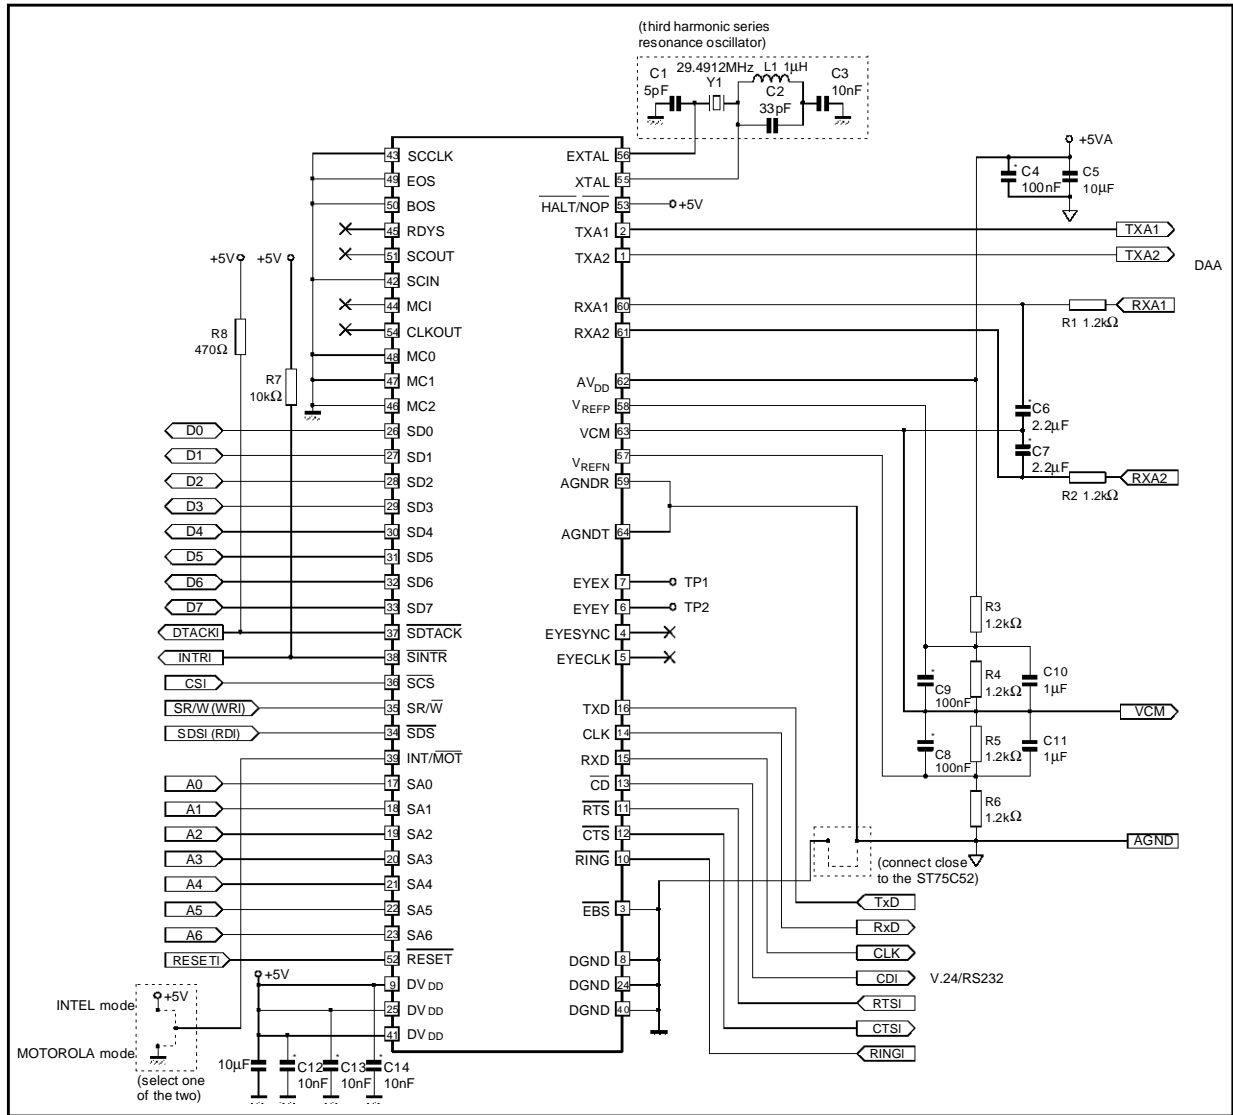 (third harmonic series
resonance oscillator)
29.4912MHz L1 1µH
C1 Y1 C3
5pF C2 10nF
33pF
+5VA
C4 C5
100nF 10µF
43 SCCLK EXTAL 56
49 EOS XTAL 55
50 BOS HALT/NOP 53 +5V
45 RDYS TXA1 2 TXA1
51 SCOUT TXA2 1 TXA2
DAA
+5V +5V
42 SCIN
44 MCI RXA1 60 RXA1
R1 1.2kΩ
54 CLKOUT RXA2 61
R8
470Ω
48 MC0
R7
10kΩ
47 MC1 AVDD 62
46 MC2 VREFP 58
C6
2.2µF
D0 26 SD0 VCM 63
D1 27 SD1 VREFN 57
C7
2.2µF
D2 28 SD2 AGNDR 59 RXA2
R2 1.2kΩ
D3 29 SD3
D4 30 SD4 AGNDT 64
D5 31 SD5
D6 32 SD6 EYEX 7 TP1
D7 33 SD7 EYEY 6 TP2
R3
1.2kΩ
DTACKI 37 SDTACK EYESYNC 4
INTRI 38 SINTR EYECLK 5
CSI 36 SCS
C9 R4 C10
100nF 1.2kΩ 1µF
SR/W (WRI) 35 SR/W TXD 16 VCM
SDSI (RDI) 34 SDS CLK 14
C8 R5 C11
100nF 1.2kΩ 1µF
39 INT/MOT RXD 15
A0 17 SA0 CD 13
A1 18 SA1 RTS 11
R6
1.2kΩ
A2 19 SA2 CTS 12
AGND
A3 20 SA3 RING 10
(connect close
to the ST75C52)
A4 21 SA4
A5 22 SA5 EBS 3 TxD
A6 23 SA6 RxD
RESETI 52 RESET DGND 8 CLK
+5V
9 DVDD DGND 24 CDI V.24/RS232
INTEL mode +5V
25 DVDD DGND 40 RTSI
41 DVDD CTSI
MOTOROLA mode RINGI
10µF C12 C13 C14
10nF 10nF 10nF
(select one
of the two)